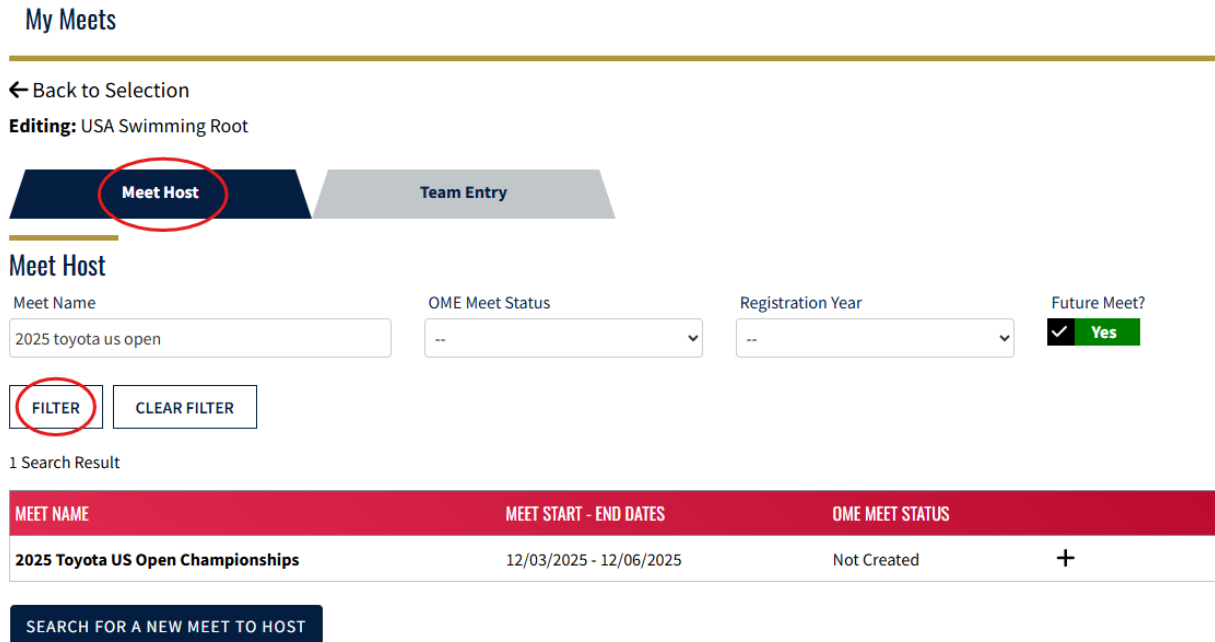 My Meets
Back to Selection
Editing: USA Swimming Root
Meet Host Team Entry
Meet Host
Meet Name OME Meet Status Registration Year Future Meet?
2025 toyota us open -- -- Yes
FILTER CLEAR FILTER
1 Search Result
MEET NAME MEET START - END DATES OME MEET STATUS
2025 Toyota US Open Championships 12/03/2025 - 12/06/2025 Not Created +
SEARCH FOR A NEW MEET TO HOST